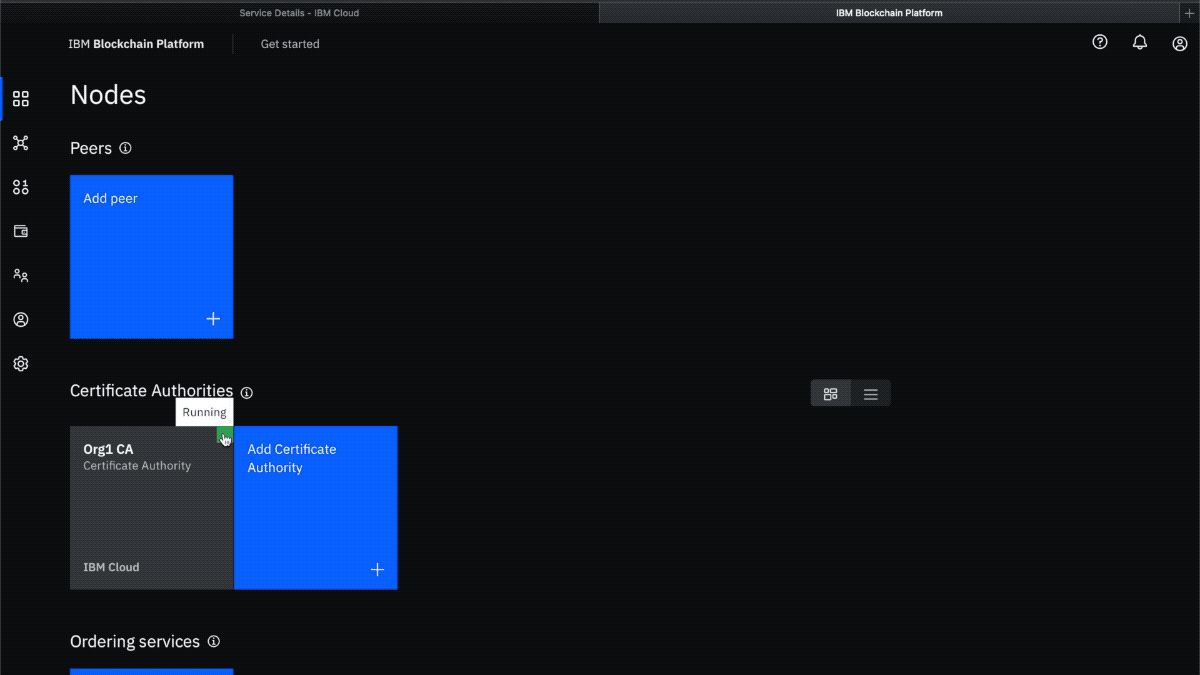 Service Details - IBM Cloud
IBM Blockchain Platform
IBM Blockchain Platform
Get started
Nodes
Peers
Add peer
Certificate Authorities
Running
Org1 CA
Certificate Authority
IBM Cloud
Add Certificate
Authority
Ordering services